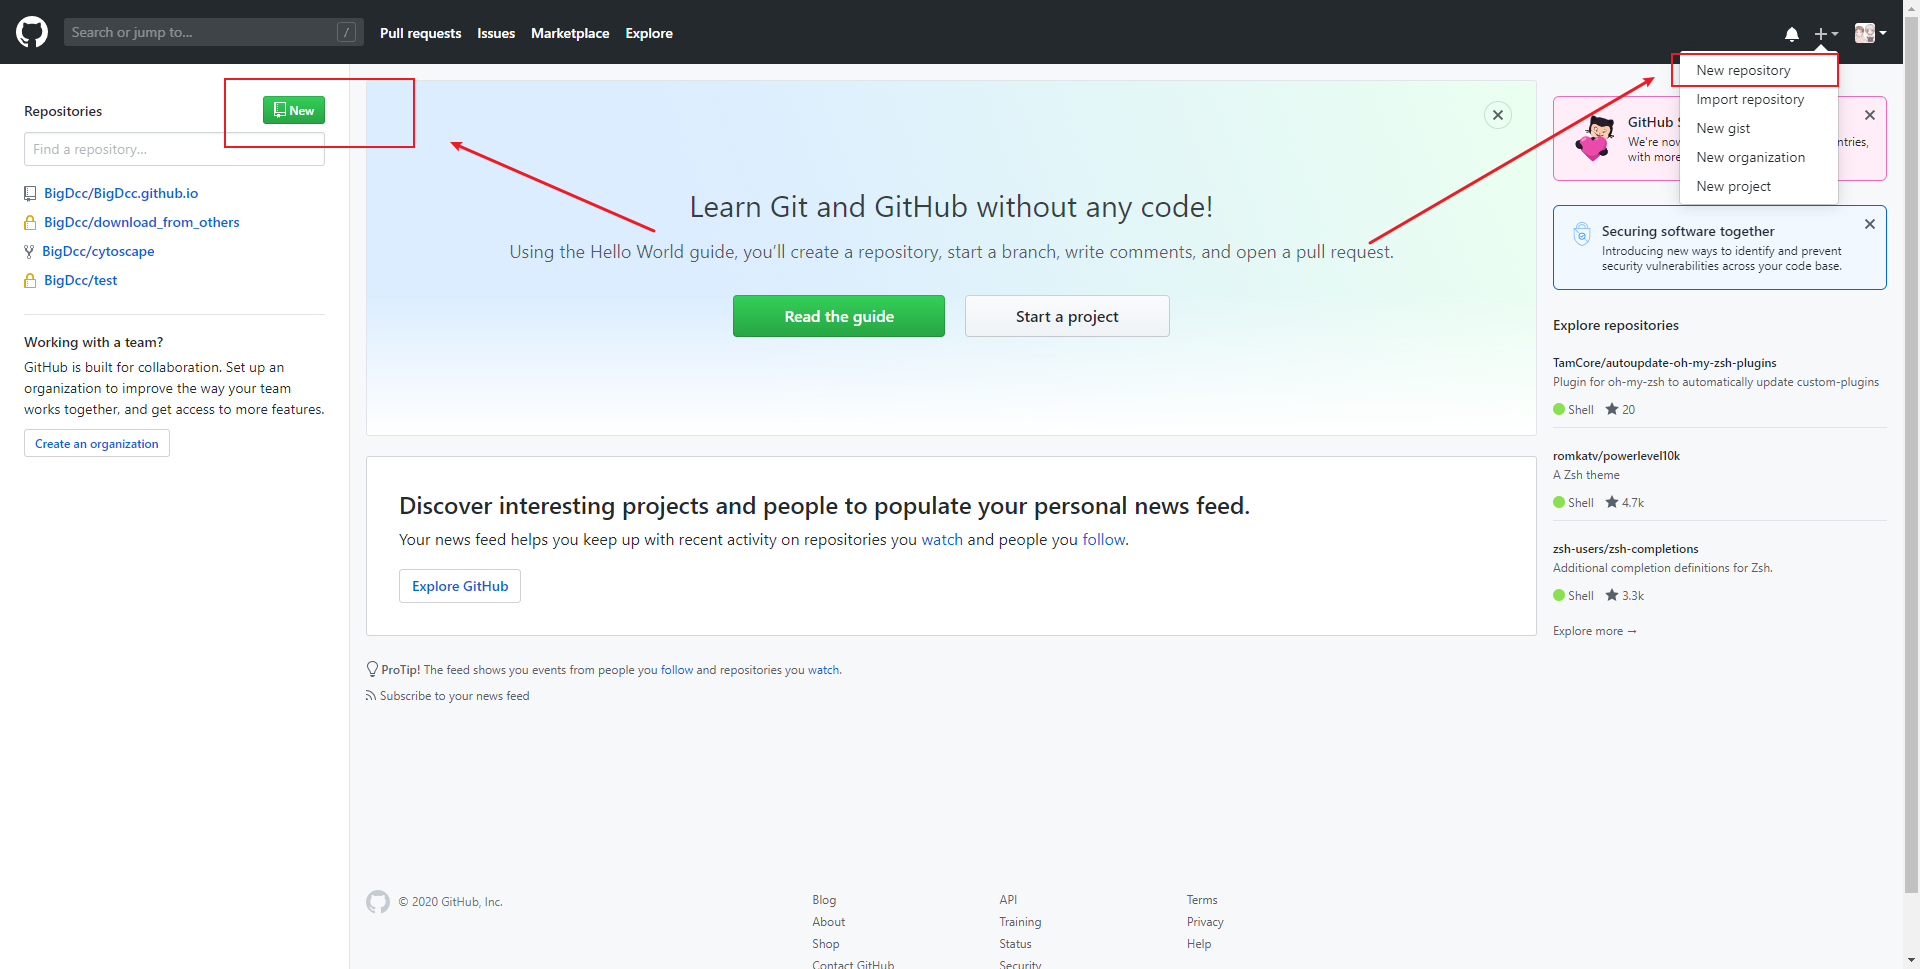 Search or jump to...
/
Pull requests
Issues
Marketplace
Explore
New repository
Import repository
New gist
New organization
New project
Repositories
New
Find a repository...
BigDcc/BigDcc.github.io
BigDcc/download_from_others
BigDcc/cytoscape
BigDcc/test
Working with a team?
GitHub is built for collaboration. Set up an
organization to improve the way your team
works together, and get access to more features.
Create an organization
Learn Git and GitHub without any code!
Using the Hello World guide, you’ll create a repository, start a branch, write comments, and open a pull request.
Read the guide
Start a project
Discover interesting projects and people to populate your personal news feed.
Your news feed helps you keep up with recent activity on repositories you watch and people you follow.
Explore GitHub
ProTip! The feed shows you events from people you follow and repositories you watch.
Subscribe to your news feed
GitHub
We're now
with more
Securing software together
Introducing new ways to identify and prevent
security vulnerabilities across your code base.
Explore repositories
TamCore/autoupdate-oh-my-zsh-plugins
Plugin for oh-my-zsh to automatically update custom-plugins
Shell 20
romkatv/powerlevel10k
A Zsh theme
Shell 4.7k
zsh-users/zsh-completions
Additional completion definitions for Zsh.
Shell 3.3k
Explore more →
© 2020 GitHub, Inc.
Blog
About
Shop
Contact GitHub
API
Training
Status
Security
Terms
Privacy
Help